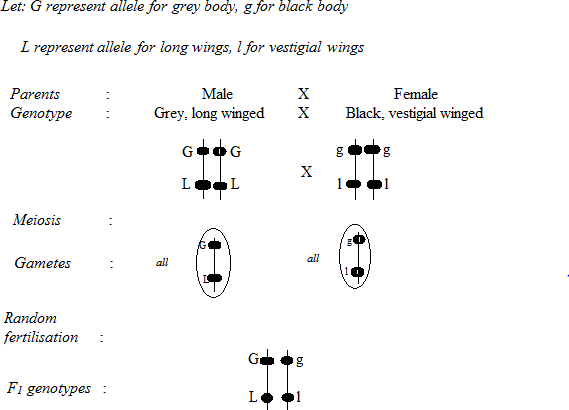 Let: G represent allele for grey body, g for black body
L represent allele for long wings, l for vestigial wings
Parents : Male X Female
Genotype : Grey, long winged X Black, vestigial winged
G G g g
X
L L l l
Meiosis :
G g
Gametes : all all
L l
Random
fertilisation :
G g
F1 genotypes :
L l